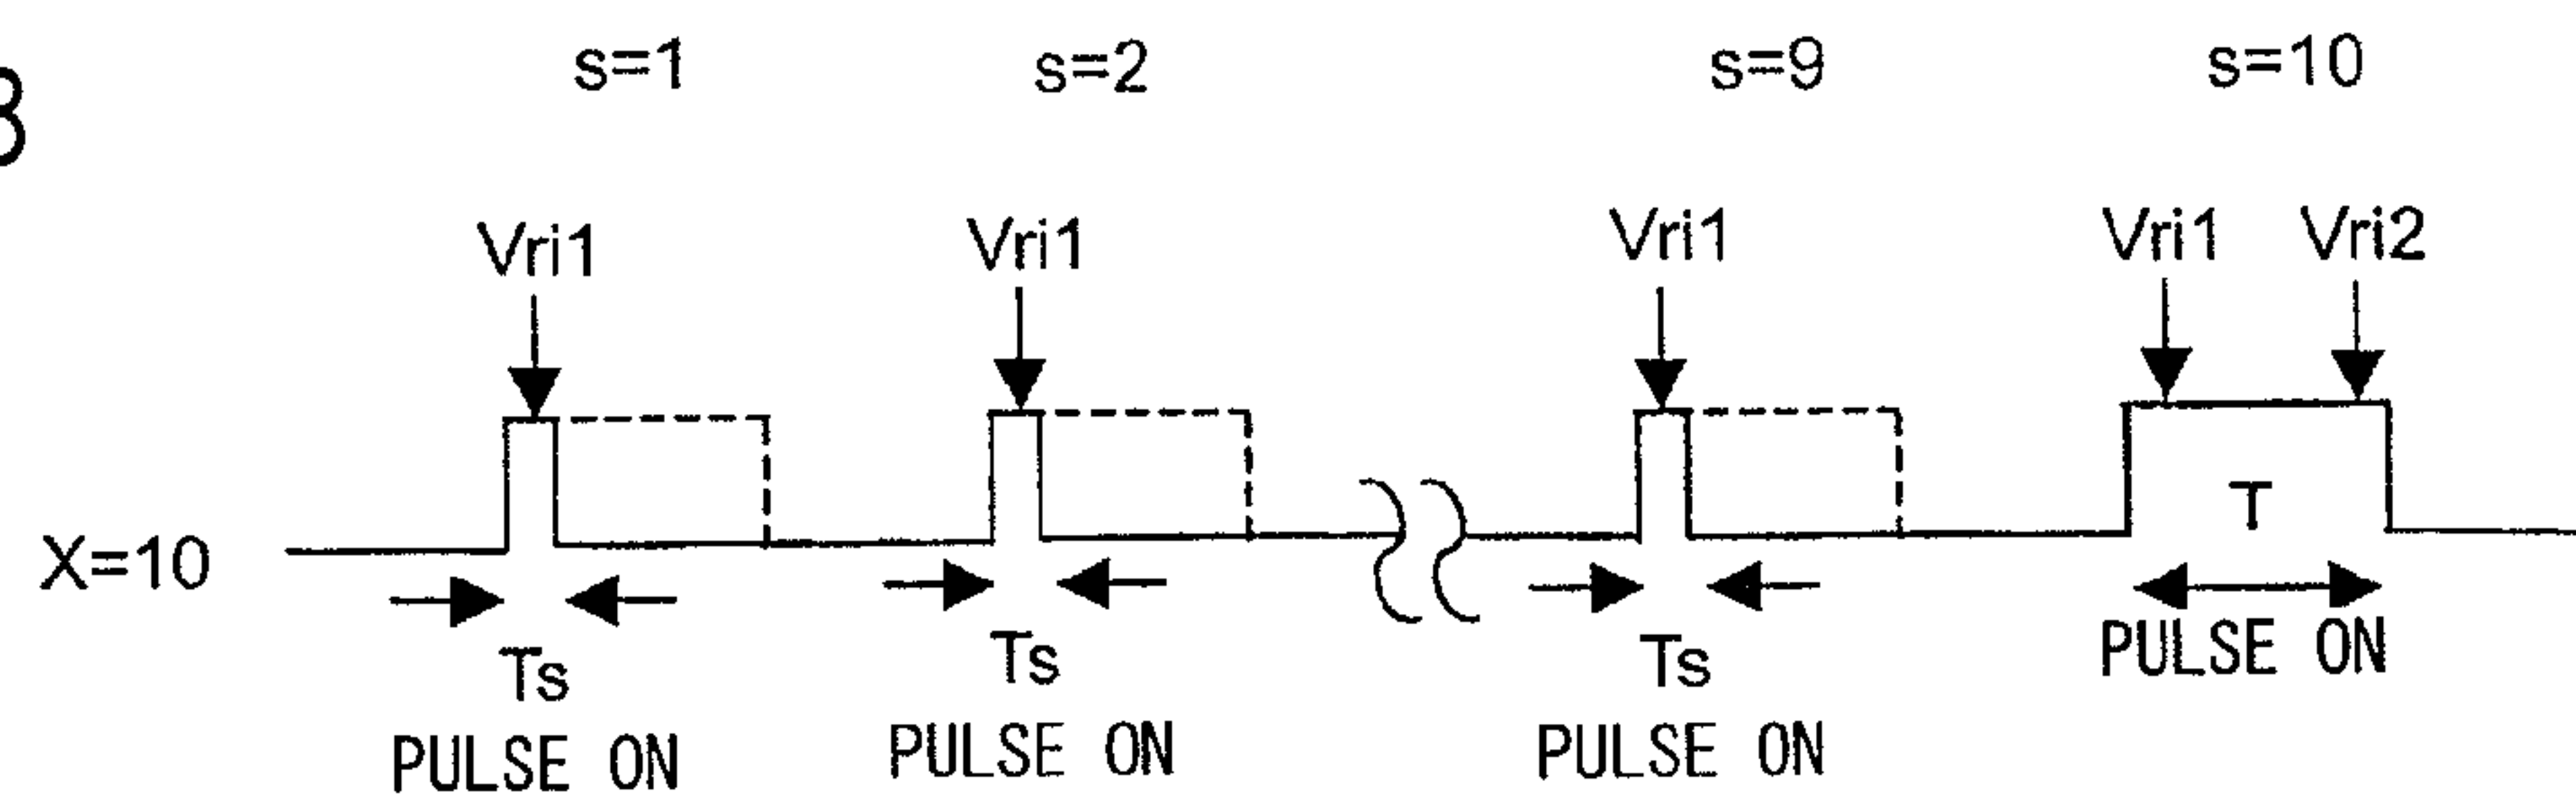 s=1 s=2 s=9 s=10
Vri1 Vri1 Vri1 Vri1 Vri2
T
X=10
Ts Ts Ts PULSE ON
PULSE ON PULSE ON PULSE ON